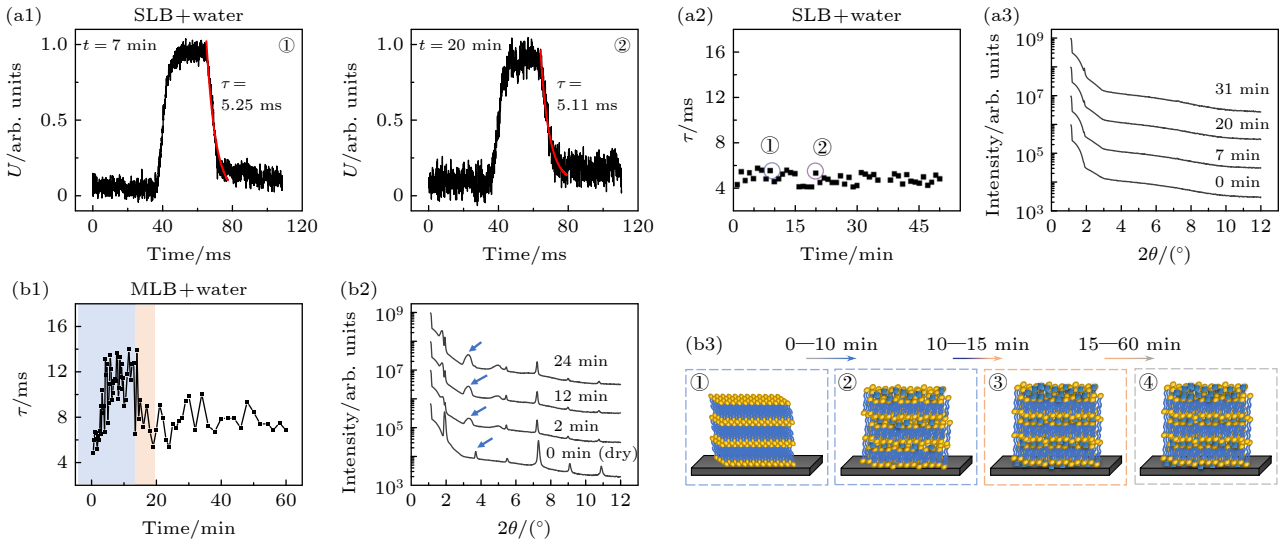 (a1)
SLB+water
U/arb. units
1.0
0.5
0
t = 7 min
①
τ =
5.25 ms
0
40
80
120
Time/ms
U/arb. units
1.0
0.5
0
t = 20 min
②
τ =
5.11 ms
0
40
80
120
Time/ms
(a2)
SLB+water
τ/ms
16
12
8
4
①
②
0
15
30
45
Time/min
(a3)
Intensity/arb. units
10⁹
10⁷
10⁵
10³
31 min
20 min
7 min
0 min
0
2
4
6
8
10
12
2θ/(°)
(b1)
MLB+water
τ/ms
16
12
8
4
0
20
40
60
Time/min
(b2)
Intensity/arb. units
10⁹
10⁷
10⁵
10³
24 min
12 min
2 min
0 min (dry)
0
2
4
6
8
10
12
2θ/(°)
(b3)
0—10 min
10—15 min
15—60 min
①
②
③
④